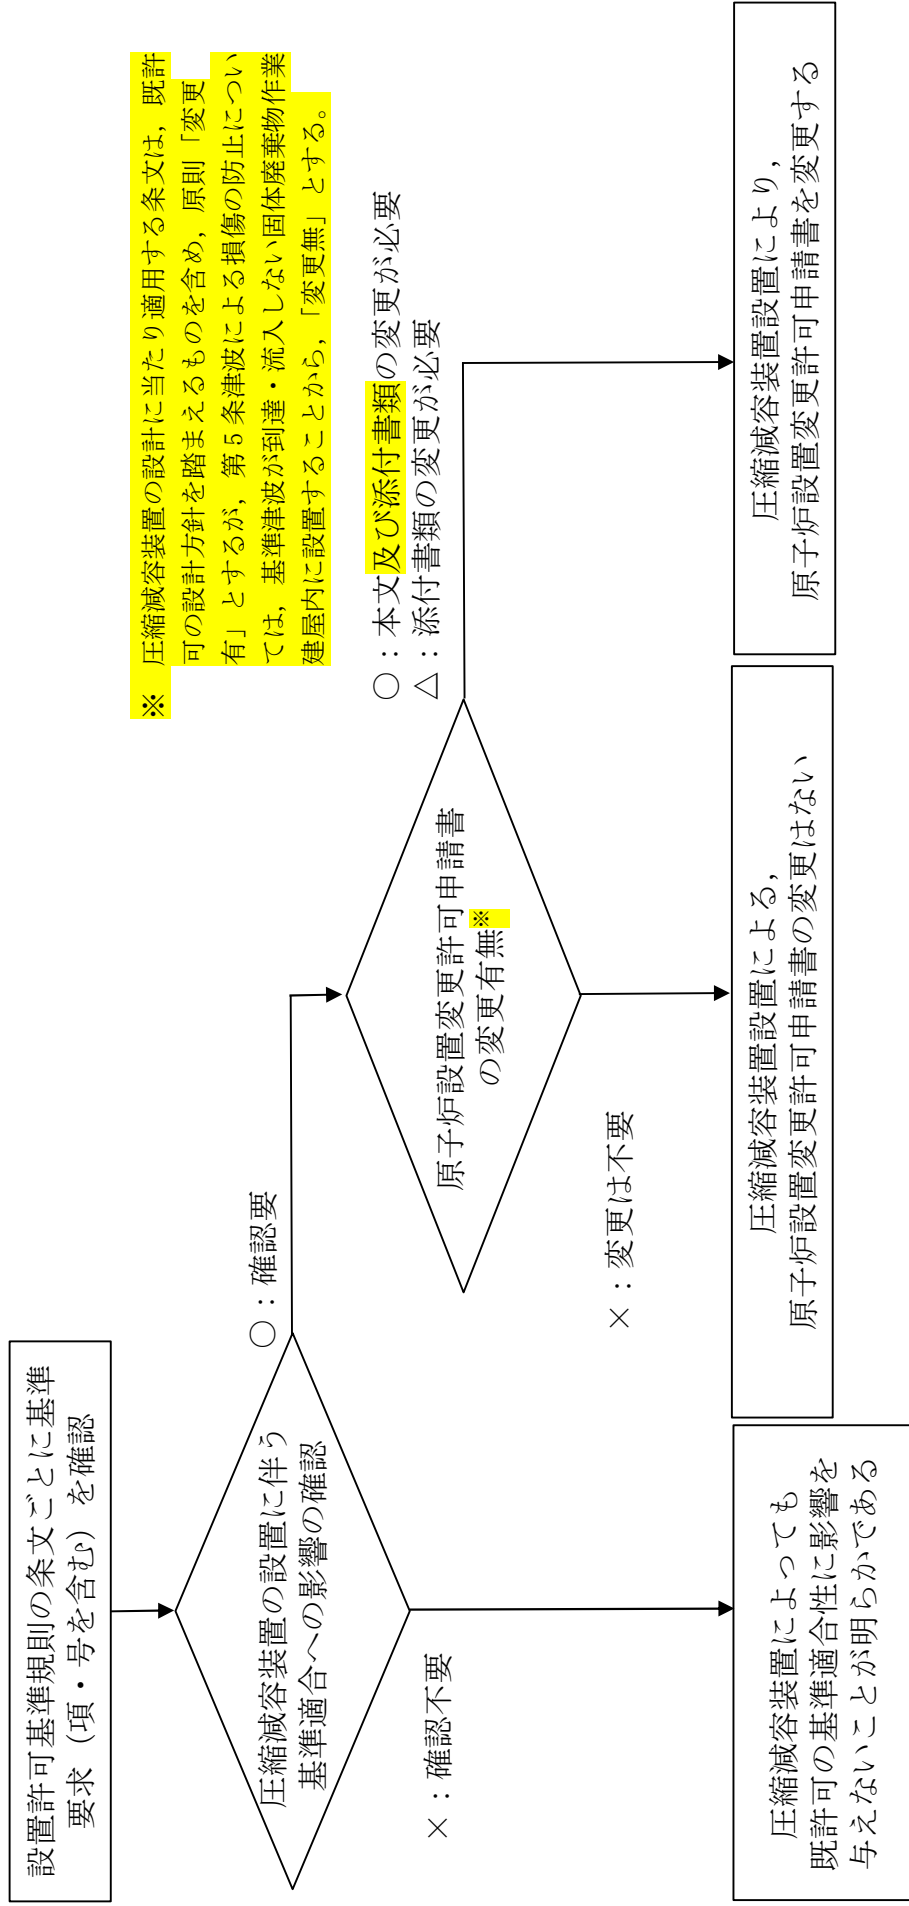 設置許可基準規則の条文ごとに基準
要求（項・号を含む）を確認
圧縮減容装置の設置に伴う
基準適合への影響の確認
○：確認要
×：確認不要
圧縮減容装置によっても
既許可の基準適合性に影響を
与えないことが明らかである
原子炉設置変更許可申請書
の変更有無※
×：変更は不要
圧縮減容装置設置による，
原子炉設置変更許可申請書の変更はない
○：本文及び添付書類の変更が必要
△：添付書類の変更が必要
圧縮減容装置設置により，
原子炉設置変更許可申請書を変更する
※　圧縮減容装置の設計に当たり適用する条文は，既許
可の設計方針を踏まえるものを含め，原則「変更
有」とするが，第5条津波による損傷の防止につい
ては，基準津波が到達・流入しない固体廃棄物作業
建屋内に設置することから，「変更無」とする。